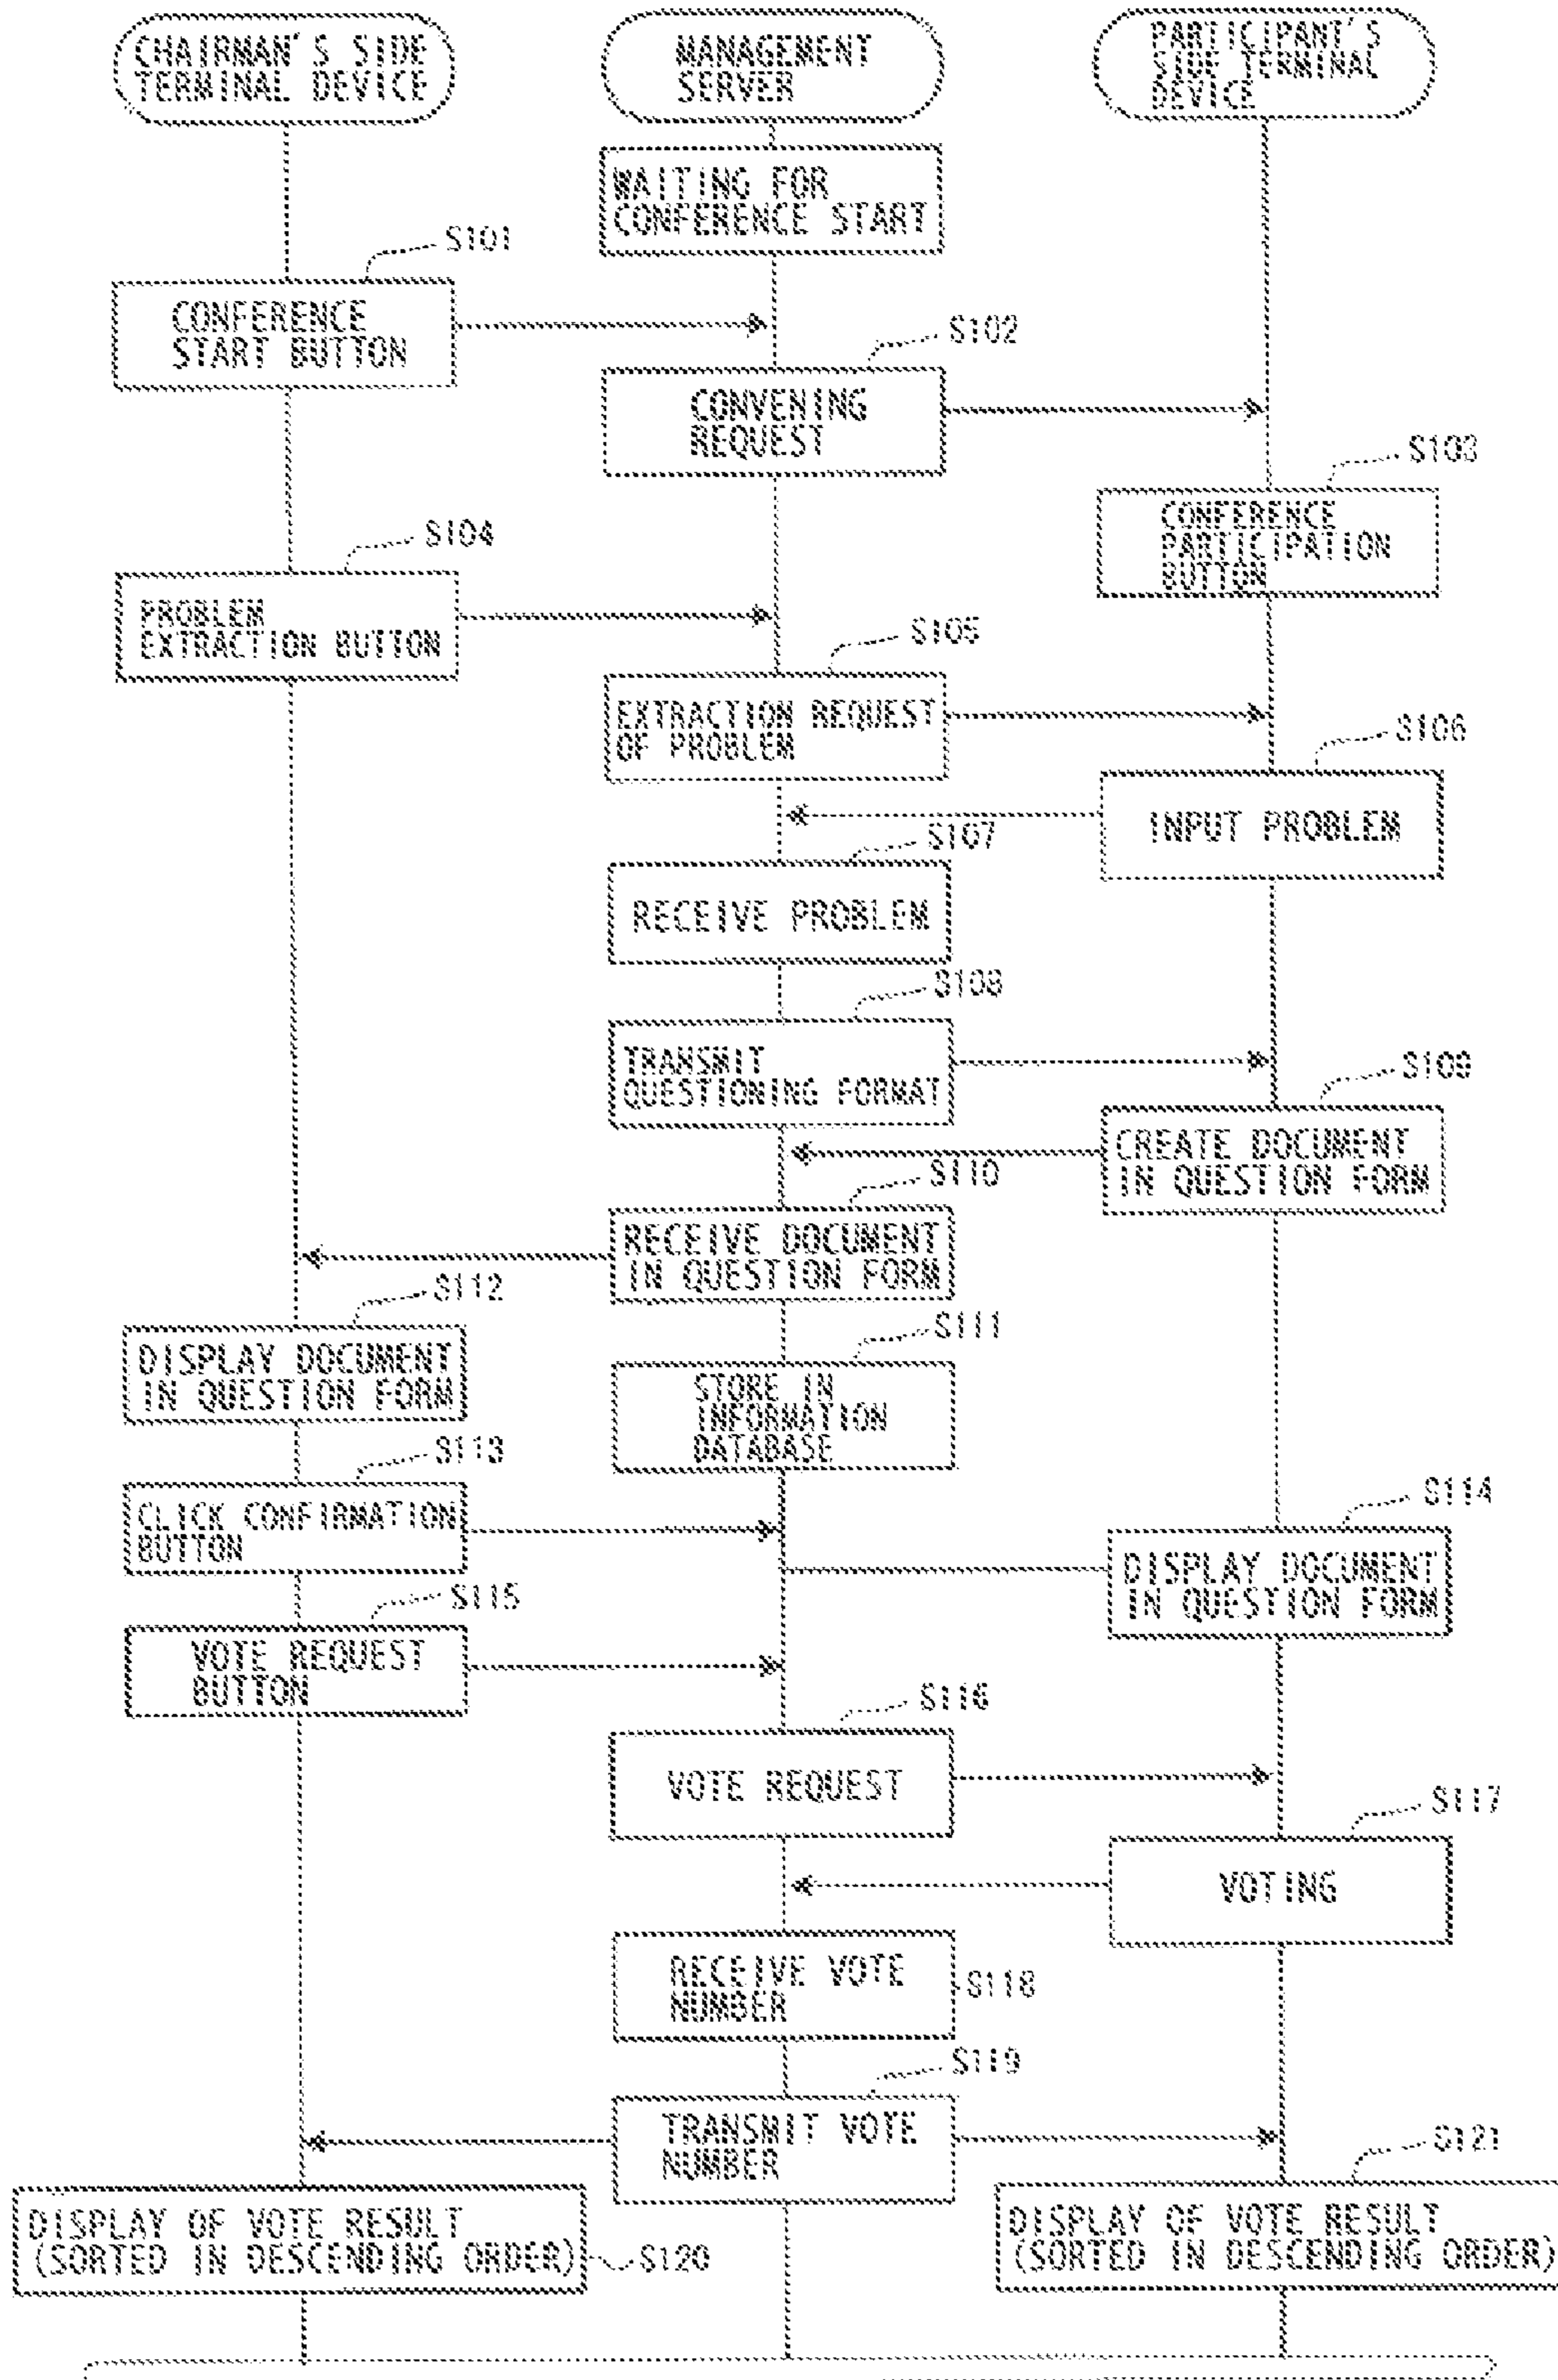 CHAIRMAN'S SIDE
TERMINAL DEVICE
MANAGEMENT
SERVER
PARTICIPANT'S
SIDE TERMINAL
DEVICE
WAITING FOR
CONFERENCE START
S101
CONFERENCE
START BUTTON
S102
CONVENING
REQUEST
S103
CONFERENCE
PARTICIPATION
BUTTON
S104
PROBLEM
EXTRACTION BUTTON
S105
EXTRACTION REQUEST
OF PROBLEM
S106
INPUT PROBLEM
S107
RECEIVE PROBLEM
S108
TRANSMIT
QUESTIONING FORMAT
S109
CREATE DOCUMENT
IN QUESTION FORM
S110
RECEIVE DOCUMENT
IN QUESTION FORM
S112
DISPLAY DOCUMENT
IN QUESTION FORM
S111
STORE IN
INFORMATION
DATABASE
S113
CLICK CONFIRMATION
BUTTON
S114
DISPLAY DOCUMENT
IN QUESTION FORM
S115
VOTE REQUEST
BUTTON
S116
VOTE REQUEST
S117
VOTING
RECEIVE VOTE
NUMBER
S118
S119
TRANSMIT VOTE
NUMBER
S121
DISPLAY OF VOTE RESULT
(SORTED IN DESCENDING ORDER)
S120
DISPLAY OF VOTE RESULT
(SORTED IN DESCENDING ORDER)